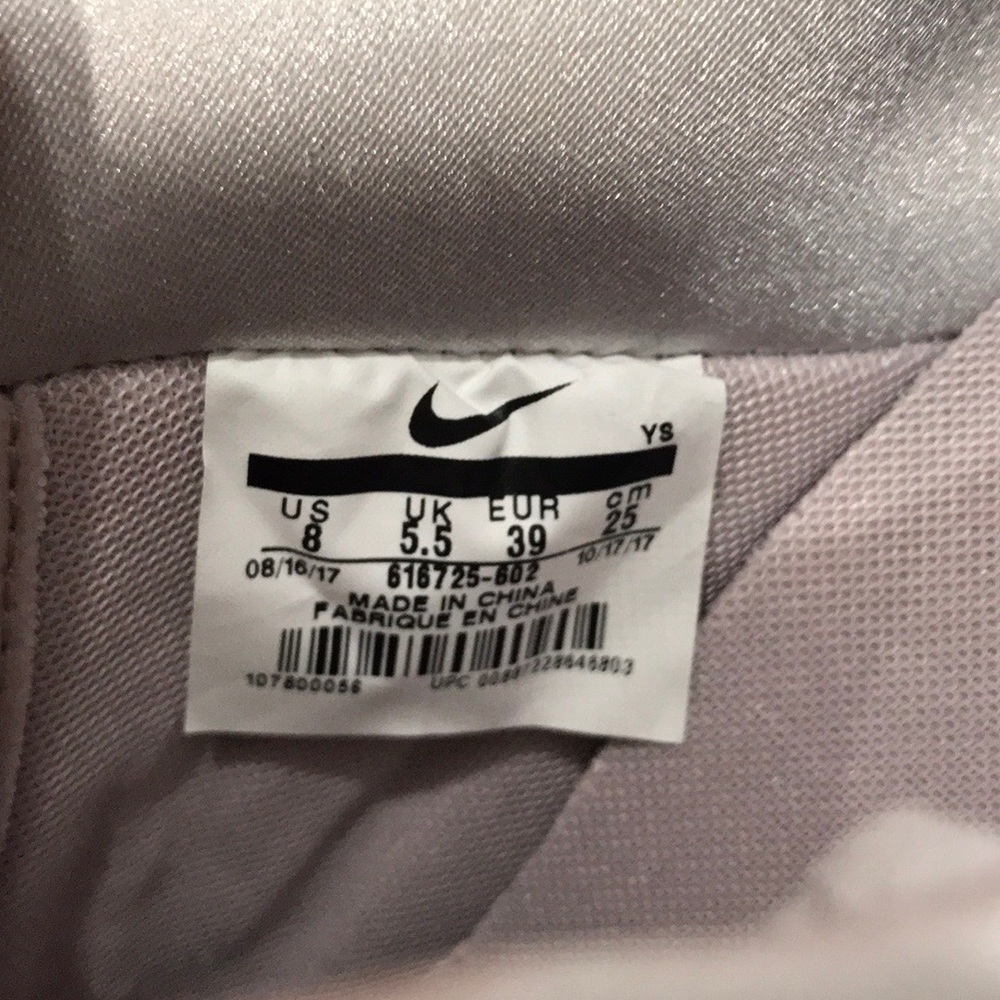 YS
US UK EUR cm
8 5.5 39 25
08/16/17 616725-602 10/17/17
MADE IN CHINA
FABRIQUE EN CHINE
107800056 UPC